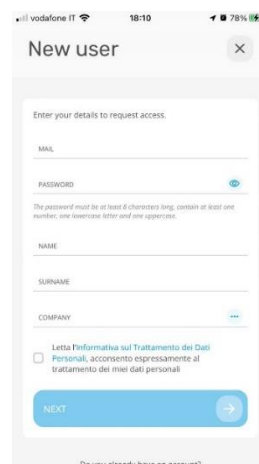 vodafone IT 18:10 78%
New user
Enter your details to request access.
MAIL
PASSWORD
The password must be at least 8 characters long, contain at least one
number, one lowercase letter and one uppercase.
NAME
SURNAME
COMPANY
Letta l'Informativa sul Trattamento dei Dati
Personali, acconsento espressamente al
trattamento dei miei dati personali
NEXT
Do you already have an account?